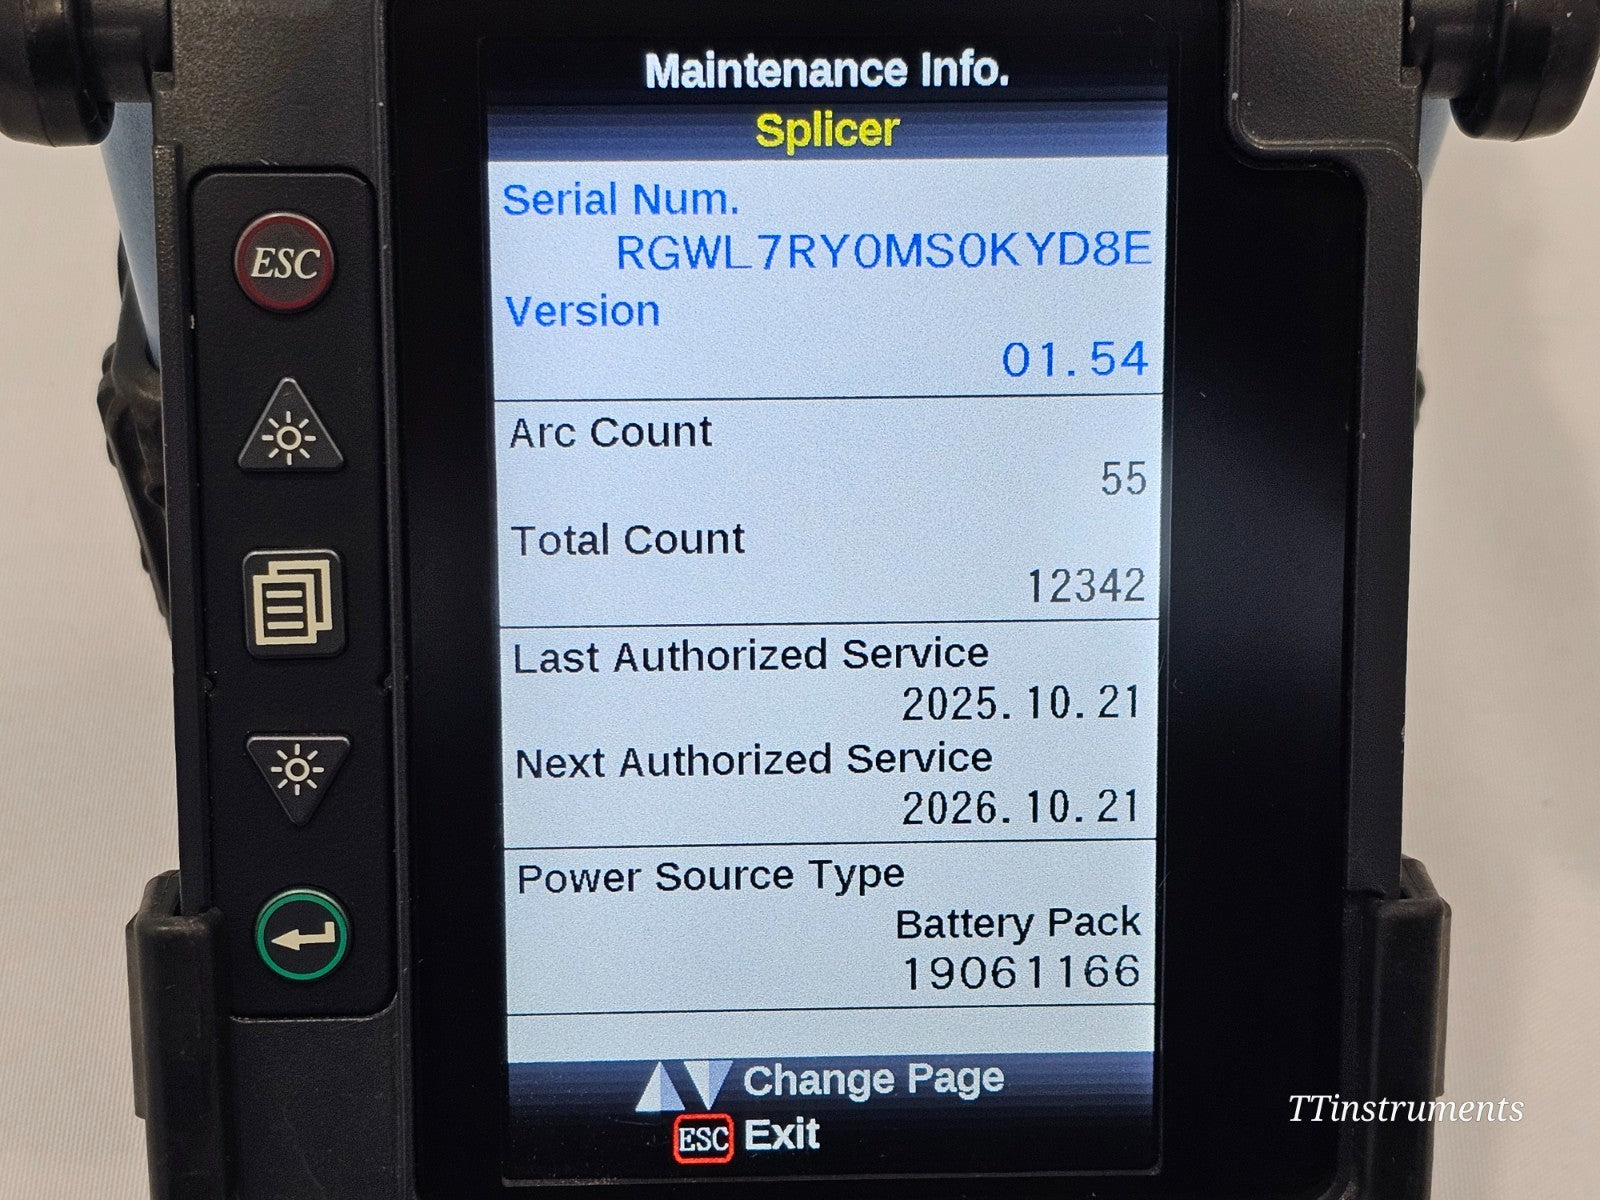 Maintenance Info.
Splicer
Serial Num.
RGWL7RY0MS0KYD8E
Version
01.54
Arc Count
55
Total Count
12342
Last Authorized Service
2025.10.21
Next Authorized Service
2026.10.21
Power Source Type
Battery Pack
19061166
Change Page
ESC Exit
ESC
TTinstruments